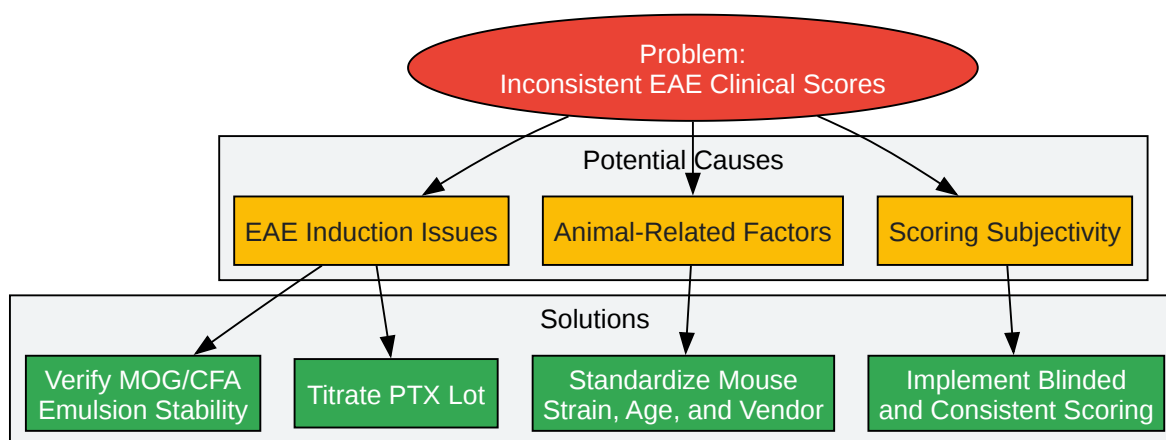 Problem:
Inconsistent EAE Clinical Scores
Potential Causes
EAE Induction Issues
Animal-Related Factors
Scoring Subjectivity
Solutions
Verify MOG/CFA
Emulsion Stability
Titrate PTX Lot
Standardize Mouse
Strain, Age, and Vendor
Implement Blinded
and Consistent Scoring